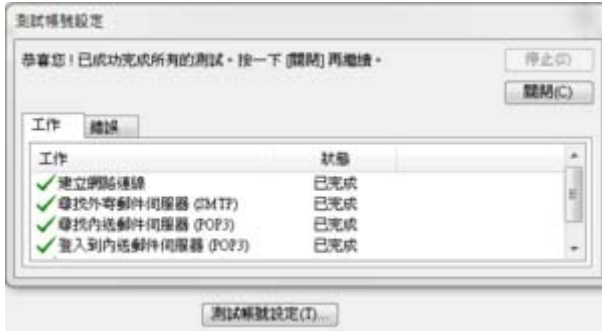 測試帳號設定
恭喜您！已成功完成所有的測試。按一下 [關閉] 再繼續。
停止(S)
關閉(C)
工作
錯誤
工作 狀態
建立網路連線 已完成
尋找外寄郵件伺服器 (SMTP) 已完成
尋找內送郵件伺服器 (POP3) 已完成
登入到內送郵件伺服器 (POP3) 已完成
測試帳號設定(T)...